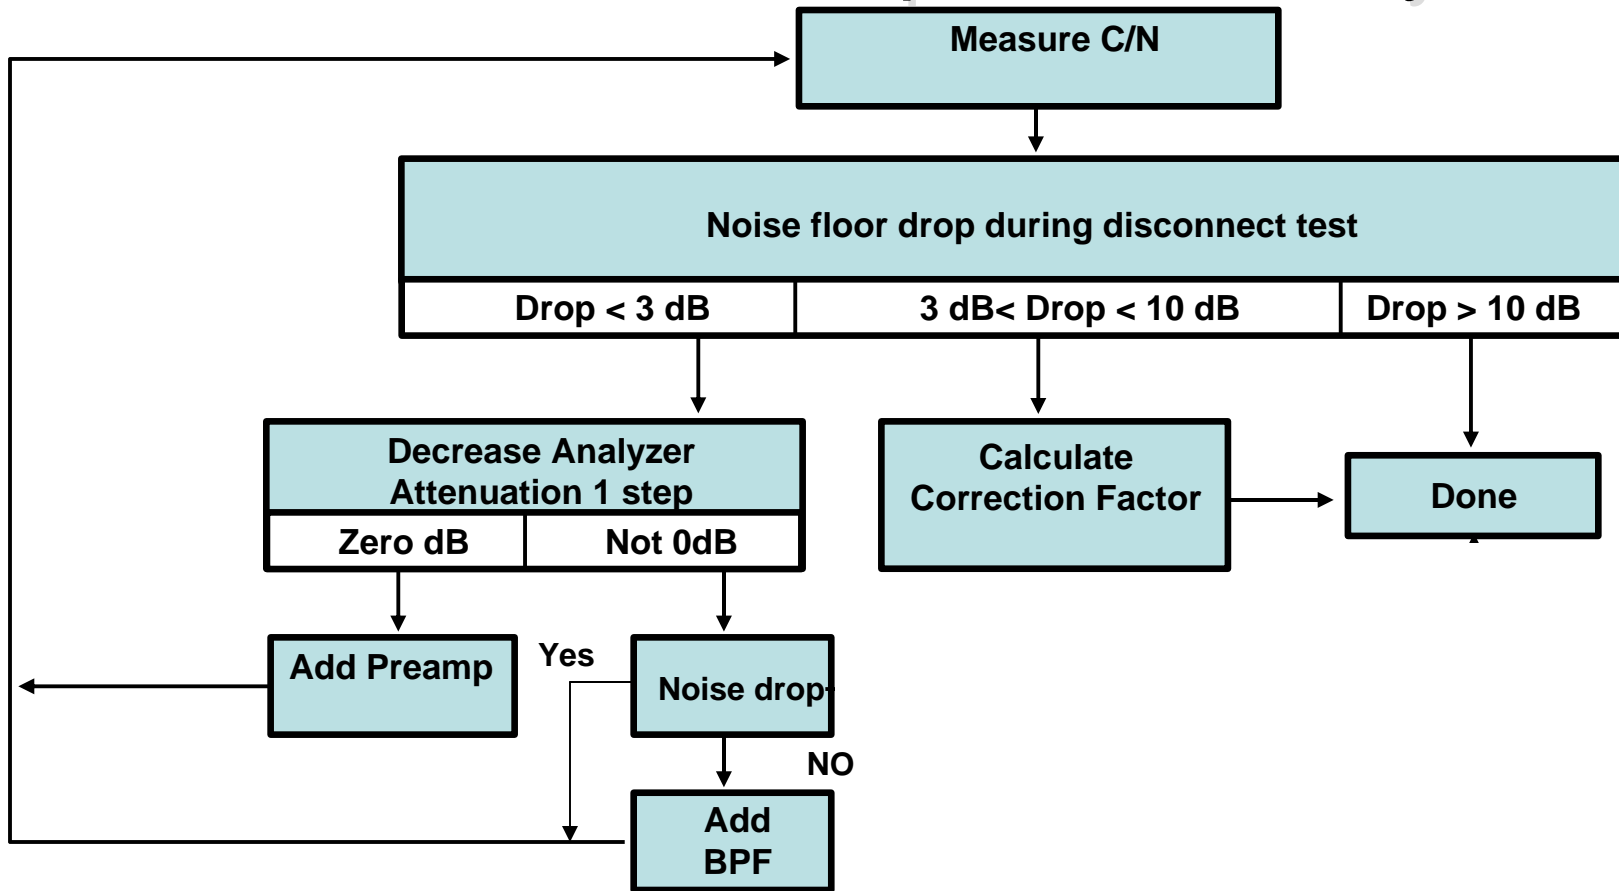 Measure C/N
Noise floor drop during disconnect test
Drop < 3 dB
3 dB< Drop < 10 dB
Drop > 10 dB
Decrease Analyzer
Attenuation 1 step
Zero dB
Not 0dB
Calculate
Correction Factor
Done
Add Preamp
Yes
Noise drop
NO
Add
BPF